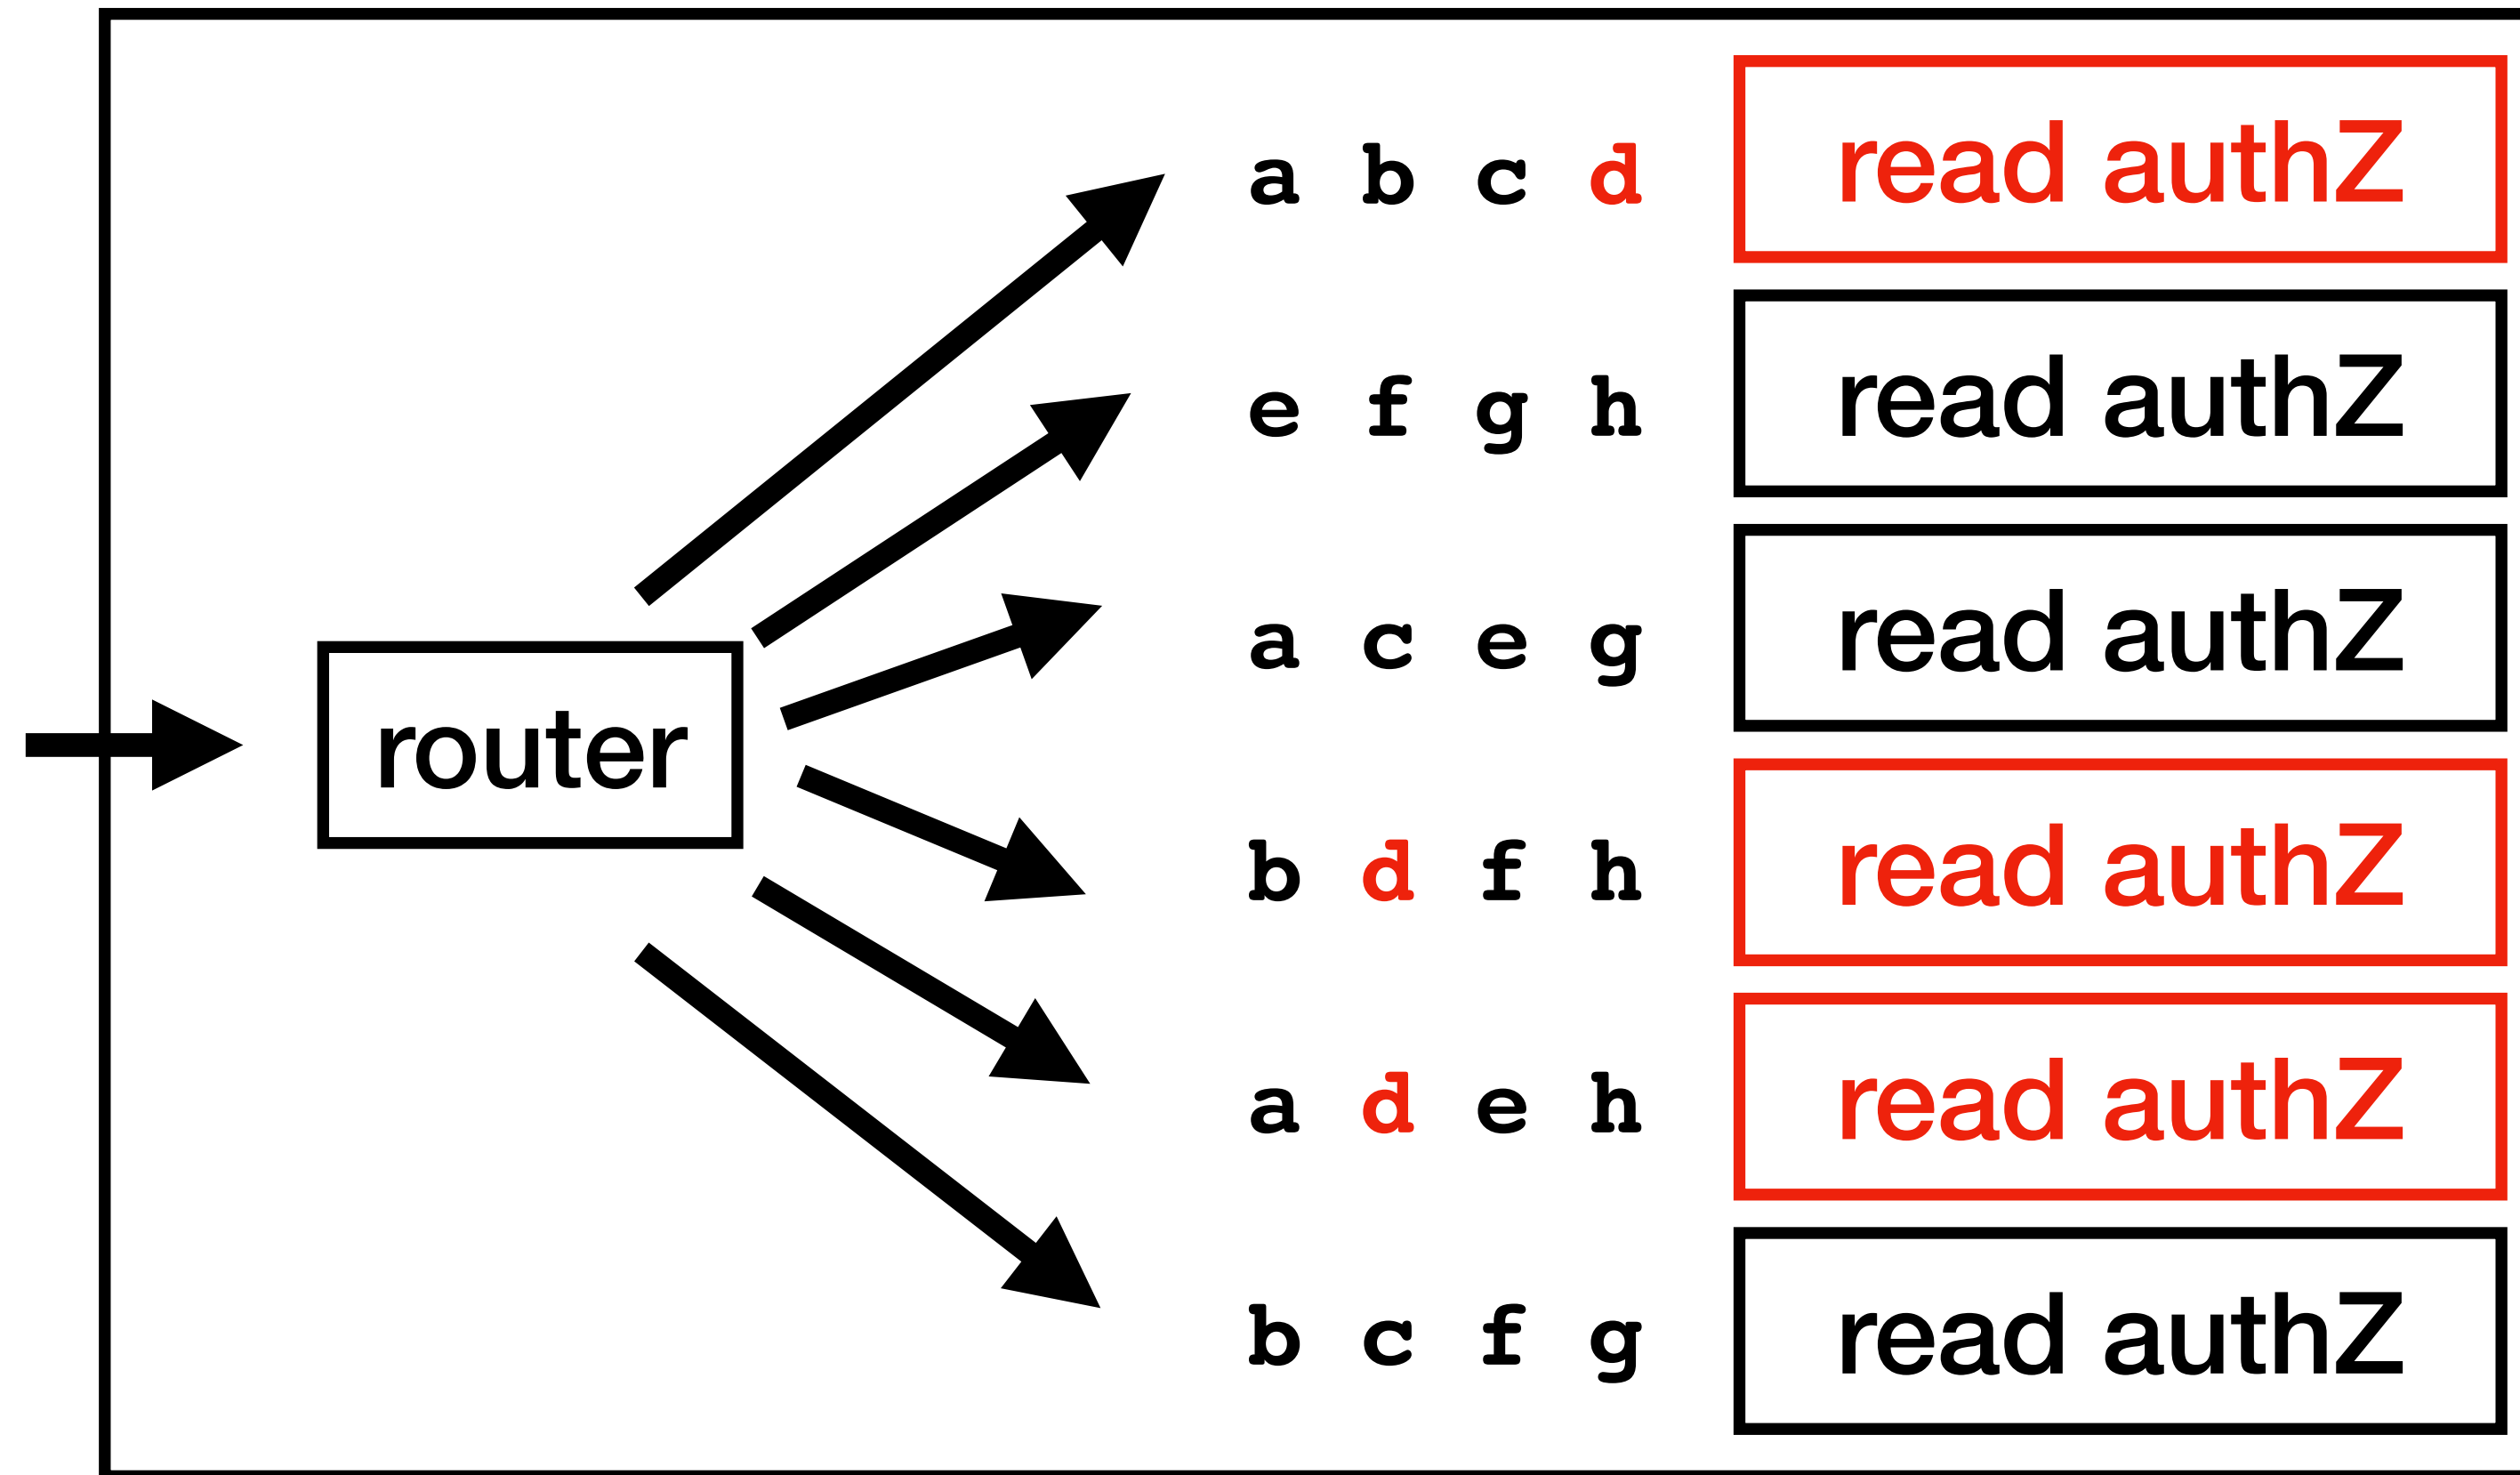 a b c d read authZ
e f g h read authZ
a c e g read authZ
router
b d f h read authZ
a d e h read authZ
b c f g read authZ